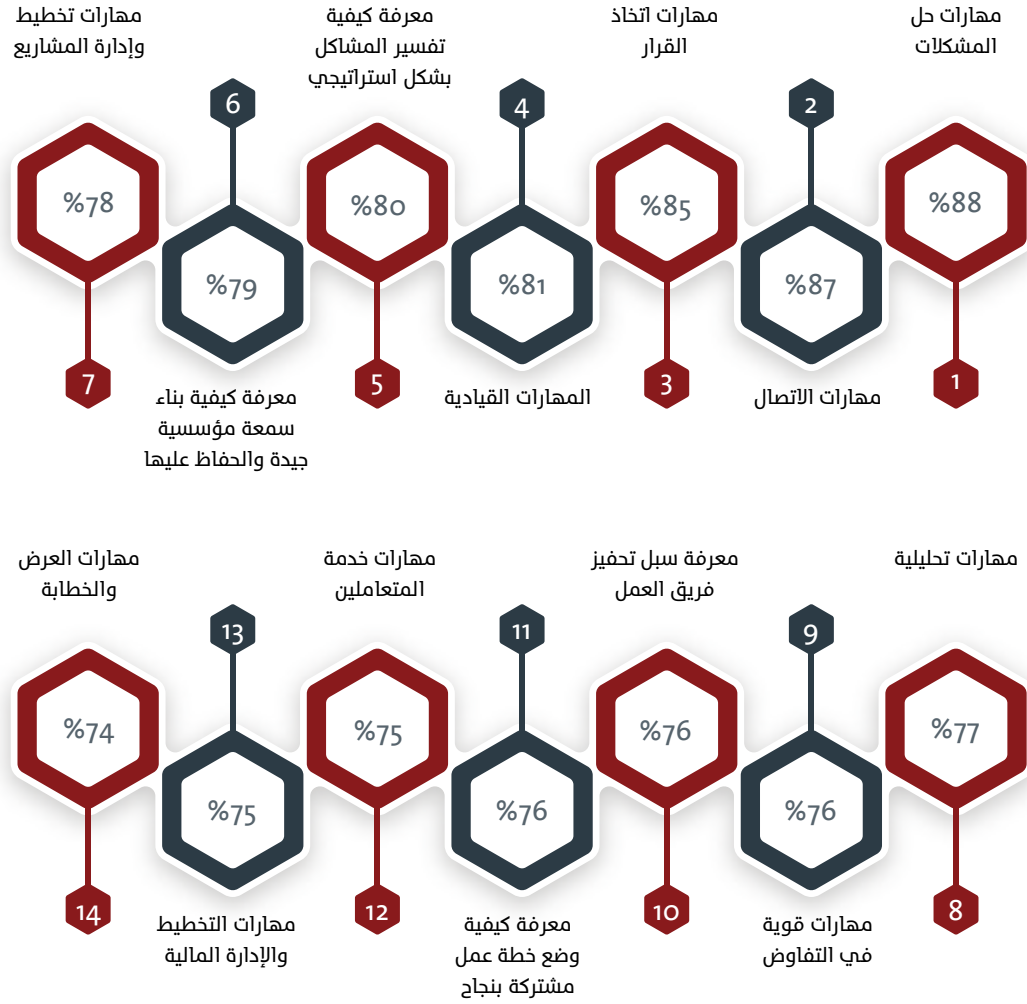 مهارات حل
المشكلات
%88
1
2
%87
مهارات الاتصال
مهارات اتخاذ
القرار
%85
3
4
%81
المهارات القيادية
معرفة كيفية
تفسير المشاكل
بشكل استراتيجي
%80
5
6
%79
معرفة كيفية بناء
سمعة مؤسسية
جيدة والحفاظ عليها
مهارات تخطيط
وإدارة المشاريع
%78
7
مهارات تحليلية
%77
8
9
%76
مهارات قوية
في التفاوض
معرفة سبل تحفيز
فريق العمل
%76
10
11
%76
معرفة كيفية
وضع خطة عمل
مشتركة بنجاح
مهارات خدمة
المتعاملين
%75
12
13
%75
مهارات التخطيط
والإدارة المالية
مهارات العرض
والخطابة
%74
14